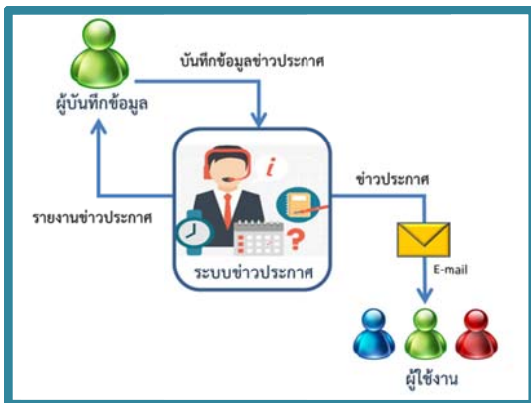 บันทึกข้อมูลข่าวประกาศ
ผู้บันทึกข้อมูล
i
ข่าวประกาศ
รายงานข่าวประกาศ
?
E-mail
ระบบข่าวประกาศ
ผู้ใช้งาน